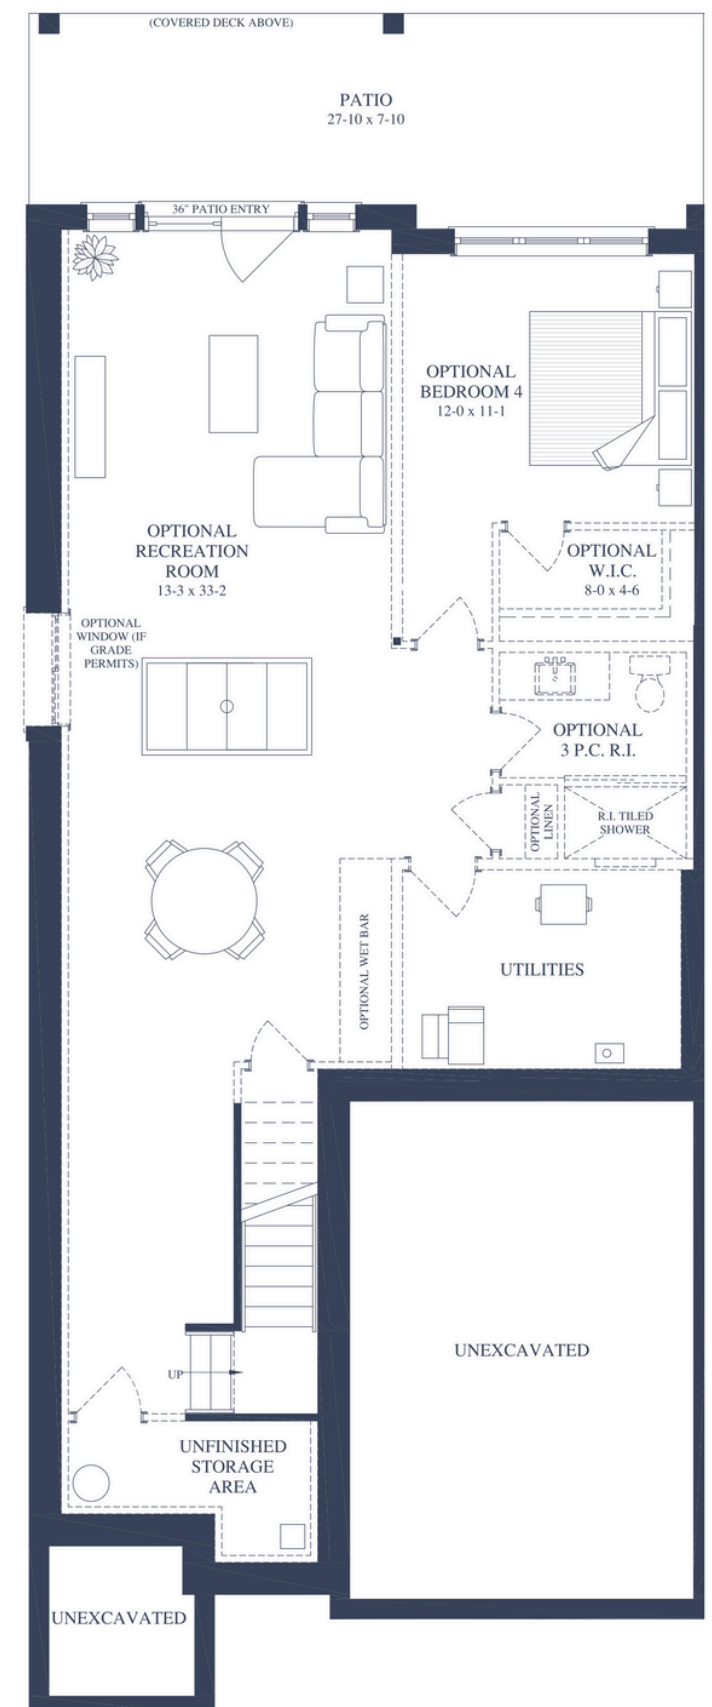 (COVERED DECK ABOVE)
PATIO
27-10 x 7-10
36" PATIO ENTRY
OPTIONAL
BEDROOM 4
12-0 x 11-1
OPTIONAL
RECREATION
ROOM
13-3 x 33-2
OPTIONAL
W.I.C.
8-0 x 4-6
OPTIONAL
WINDOW (IF
GRADE
PERMITS)
OPTIONAL
3 P.C. R.I.
OPTIONAL
LINEN
R.I. TILED
SHOWER
OPTIONAL WET BAR
UTILITIES
UNEXCAVATED
UP
UNFINISHED
STORAGE
AREA
UNEXCAVATED